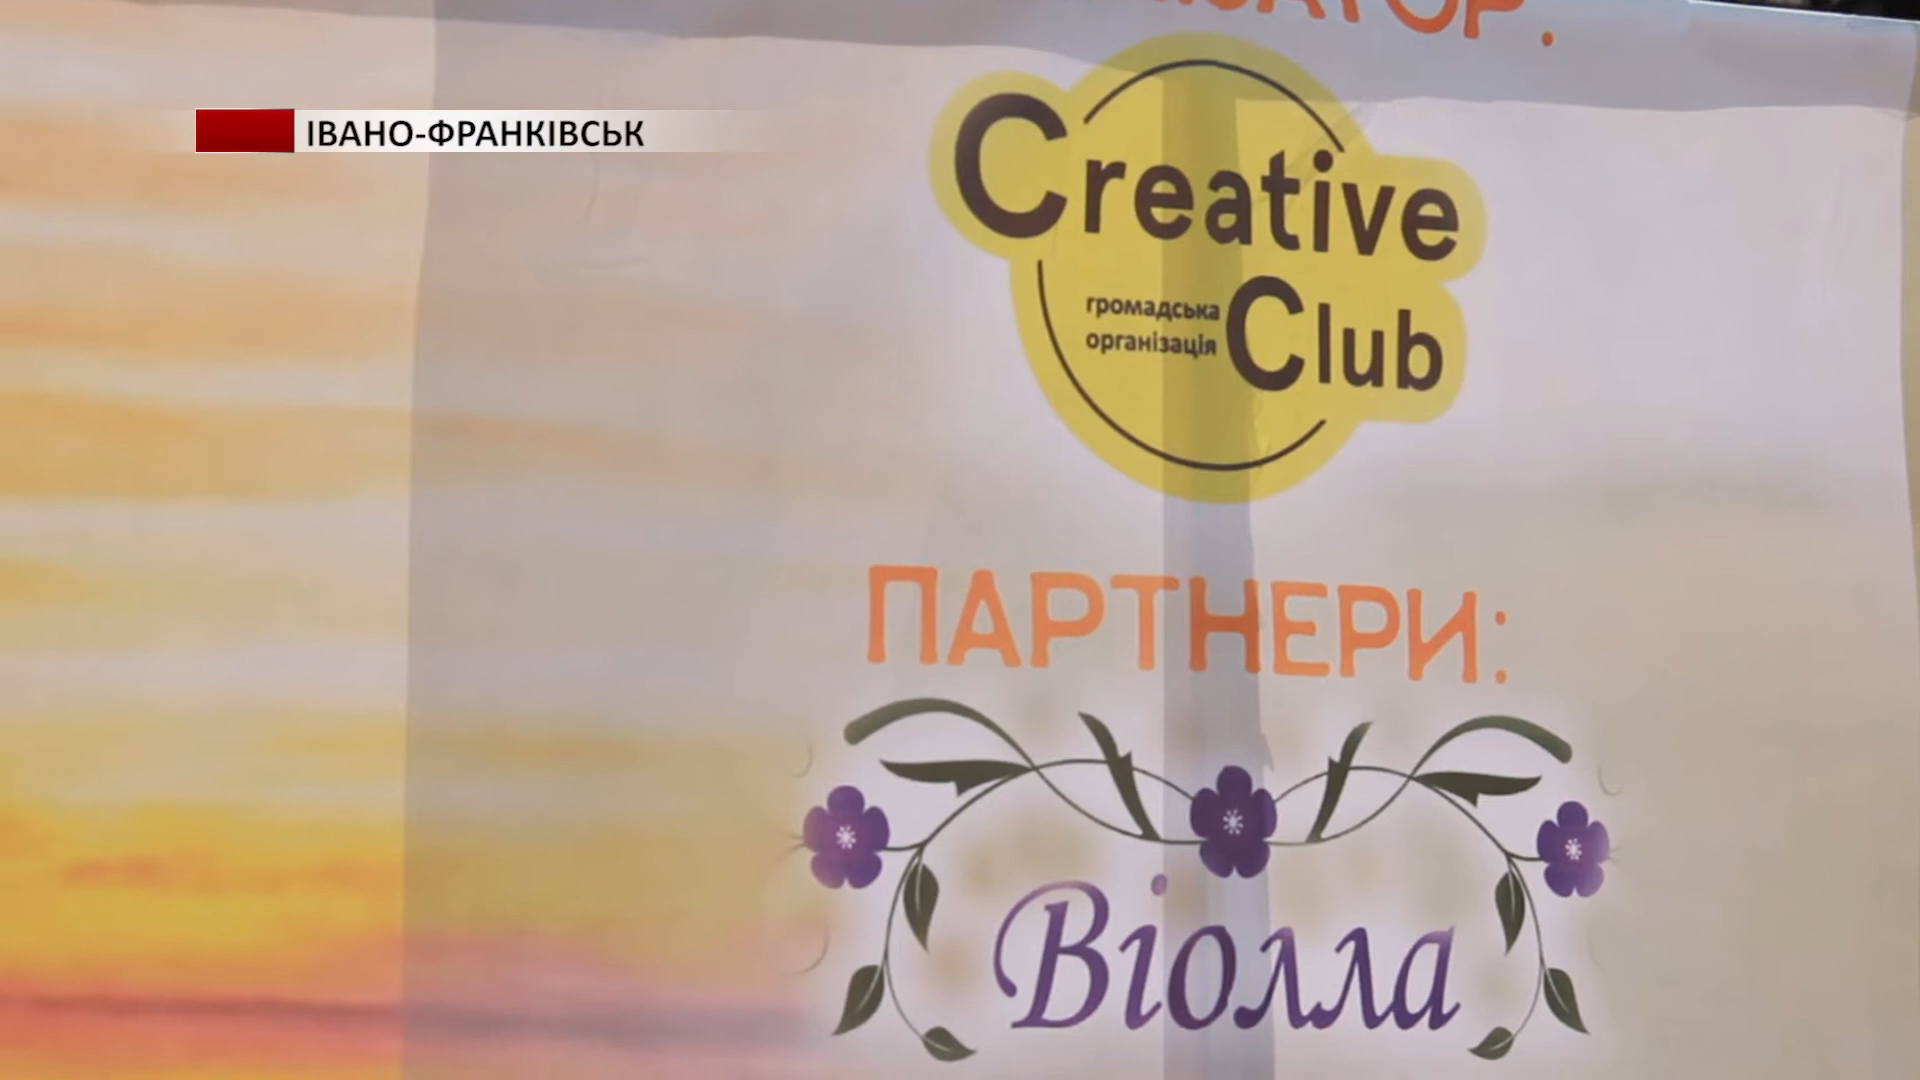 ІВАНО-ФРАНКІВСЬК
Creative
громадська
організація
Club
ПАРТНЕРИ:
Віолла